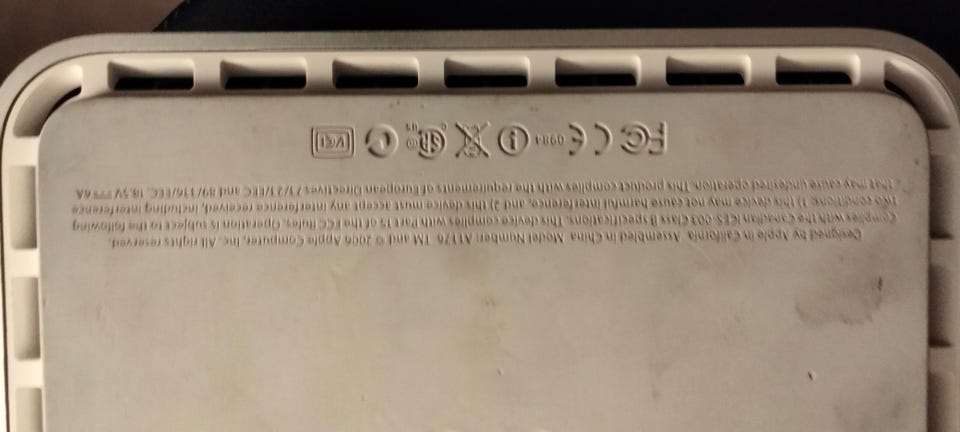 Designed by Apple in California Assembled in China Model Number: A1176 TM and © 2006 Apple Computer, Inc. All rights reserved.
Complies with the Canadian ICES-003 Class B specifications. This device complies with Part 15 of the FCC Rules. Operation is subject to the following
two conditions: 1) this device may not cause harmful interference, and 2) this device must accept any interference received, including interference
that may cause undesired operation. This product complies with the requirements of European Directives 72/23/EEC and 89/336/EEC. 18.5V 6A
FC CE 0984 VCI